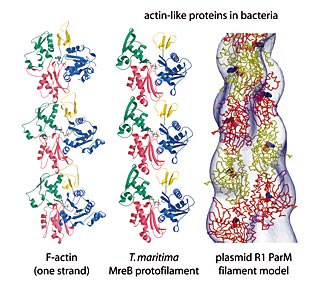 actin-like proteins in bacteria
F-actin
(one strand)
T. maritima
MreB protofilament
plasmid R1 ParM
filament model